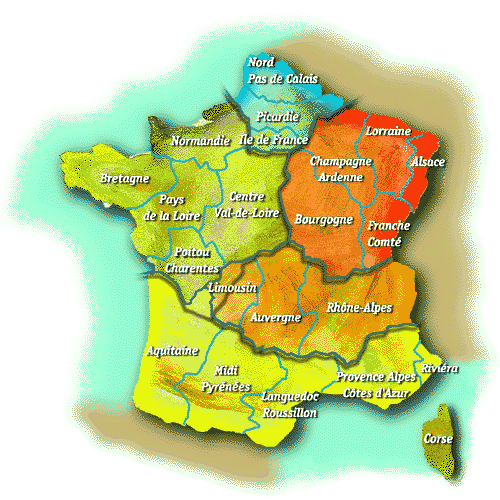 Nord
Pas de Calais
Picardie
Île de France
Normandie
Lorraine
Champagne
Ardenne
Alsace
Bretagne
Pays
de la Loire
Centre
Val-de-Loire
Bourgogne
Franche
Comté
Poitou
Charentes
Limousin
Auvergne
Rhône-Alpes
Aquitaine
Midi
Pyrénées
Languedoc
Roussillon
Provence Alpes
Côtes d'Azur
Riviéra
Corse